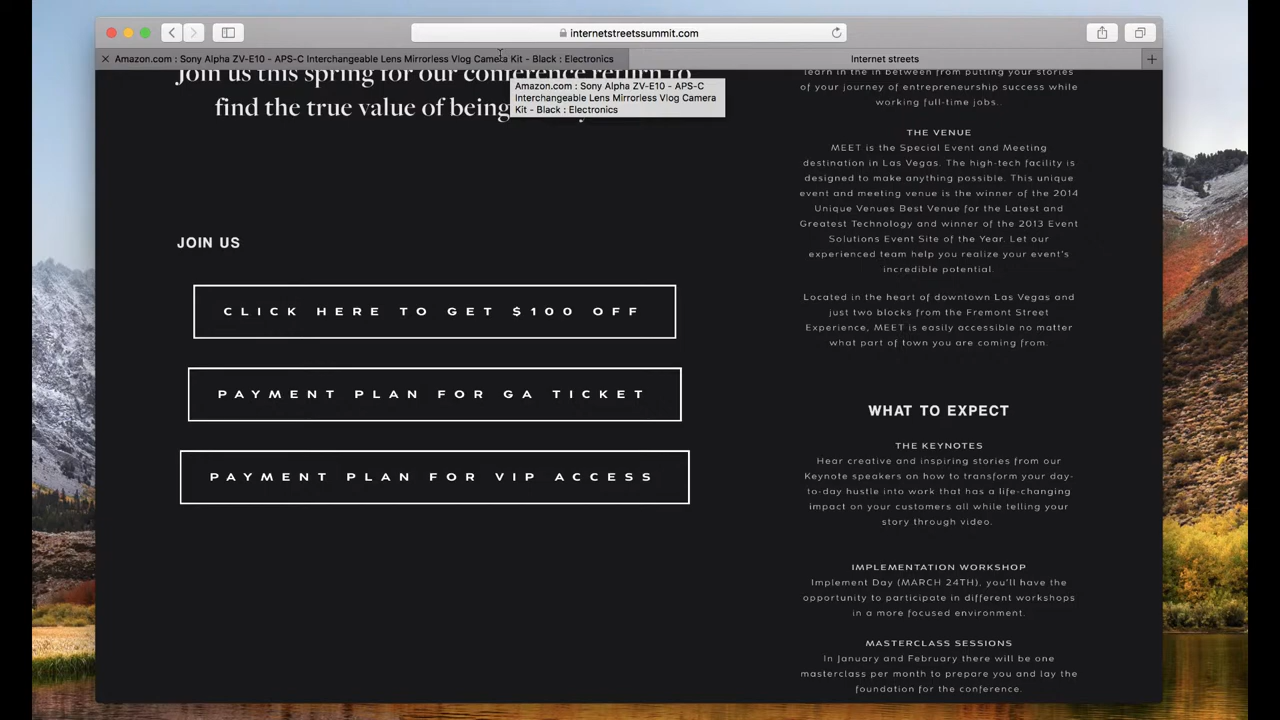 internetstreetssummit.com
Amazon.com : Sony Alpha ZV-E10 - APS-C Interchangeable Lens Mirrorless Vlog Camera Kit - Black : Electronics
Internet streets
Amazon.com : Sony Alpha ZV-E10 - APS-C
Interchangeable Lens Mirrorless Vlog Camera
Kit - Black : Electronics
Join us this spring for our conference return to
find the true value of being
JOIN US
CLICK HERE TO GET $100 OFF
PAYMENT PLAN FOR GA TICKET
PAYMENT PLAN FOR VIP ACCESS
learn in the in between from putting your stories
of your journey of entrepreneurship success while
working full-time jobs..
THE VENUE
MEET is the Special Event and Meeting
destination in Las Vegas. The high-tech facility is
designed to make anything possible. This unique
event and meeting venue is the winner of the 2014
Unique Venues Best Venue for the Latest and
Greatest Technology and winner of the 2013 Event
Solutions Event Site of the Year. Let our
experienced team help you realize your event's
incredible potential.
Located in the heart of downtown Las Vegas and
just two blocks from the Fremont Street
Experience, MEET is easily accessible no matter
what part of town you are coming from.
WHAT TO EXPECT
THE KEYNOTES
Hear creative and inspiring stories from our
Keynote speakers on how to transform your day-
to-day hustle into work that has a life-changing
impact on your customers all while telling your
story through video.
IMPLEMENTATION WORKSHOP
Implement Day (MARCH 24TH), you'll have the
opportunity to participate in different workshops
in a more focused environment.
MASTERCLASS SESSIONS
In January and February there will be one
masterclass per month to prepare you and lay the
foundation for the conference.